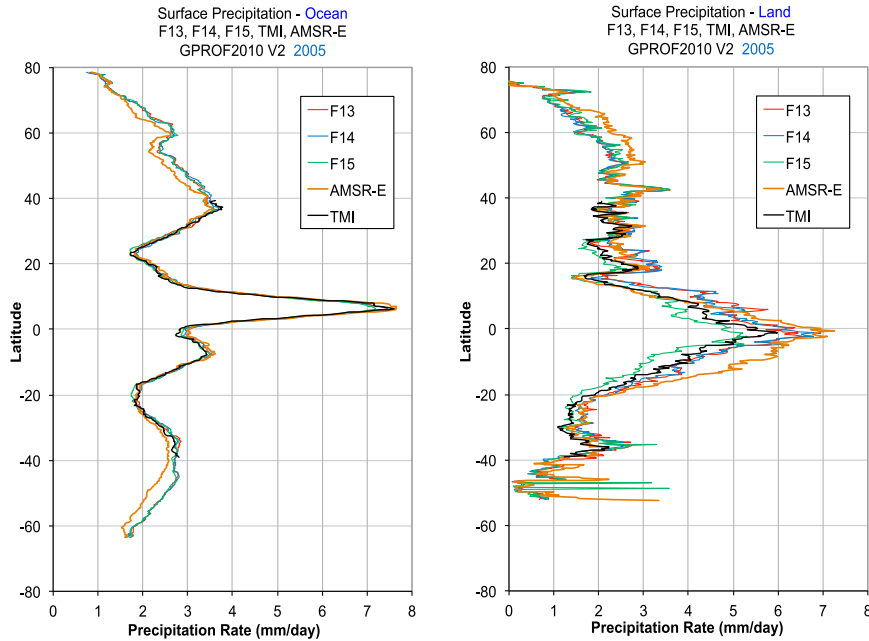 Surface Precipitation - Ocean
F13, F14, F15, TMI, AMSR-E
GPROF2010 V2 2005
80
60
40
20
0
-20
-40
-60
-80
Latitude
F13
F14
F15
AMSR-E
TMI
0 1 2 3 4 5 6 7 8
Precipitation Rate (mm/day)
Surface Precipitation - Land
F13, F14, F15, TMI, AMSR-E
GPROF2010 V2 2005
80
60
40
20
0
-20
-40
-60
-80
Latitude
F13
F14
F15
AMSR-E
TMI
0 1 2 3 4 5 6 7 8
Precipitation Rate (mm/day)